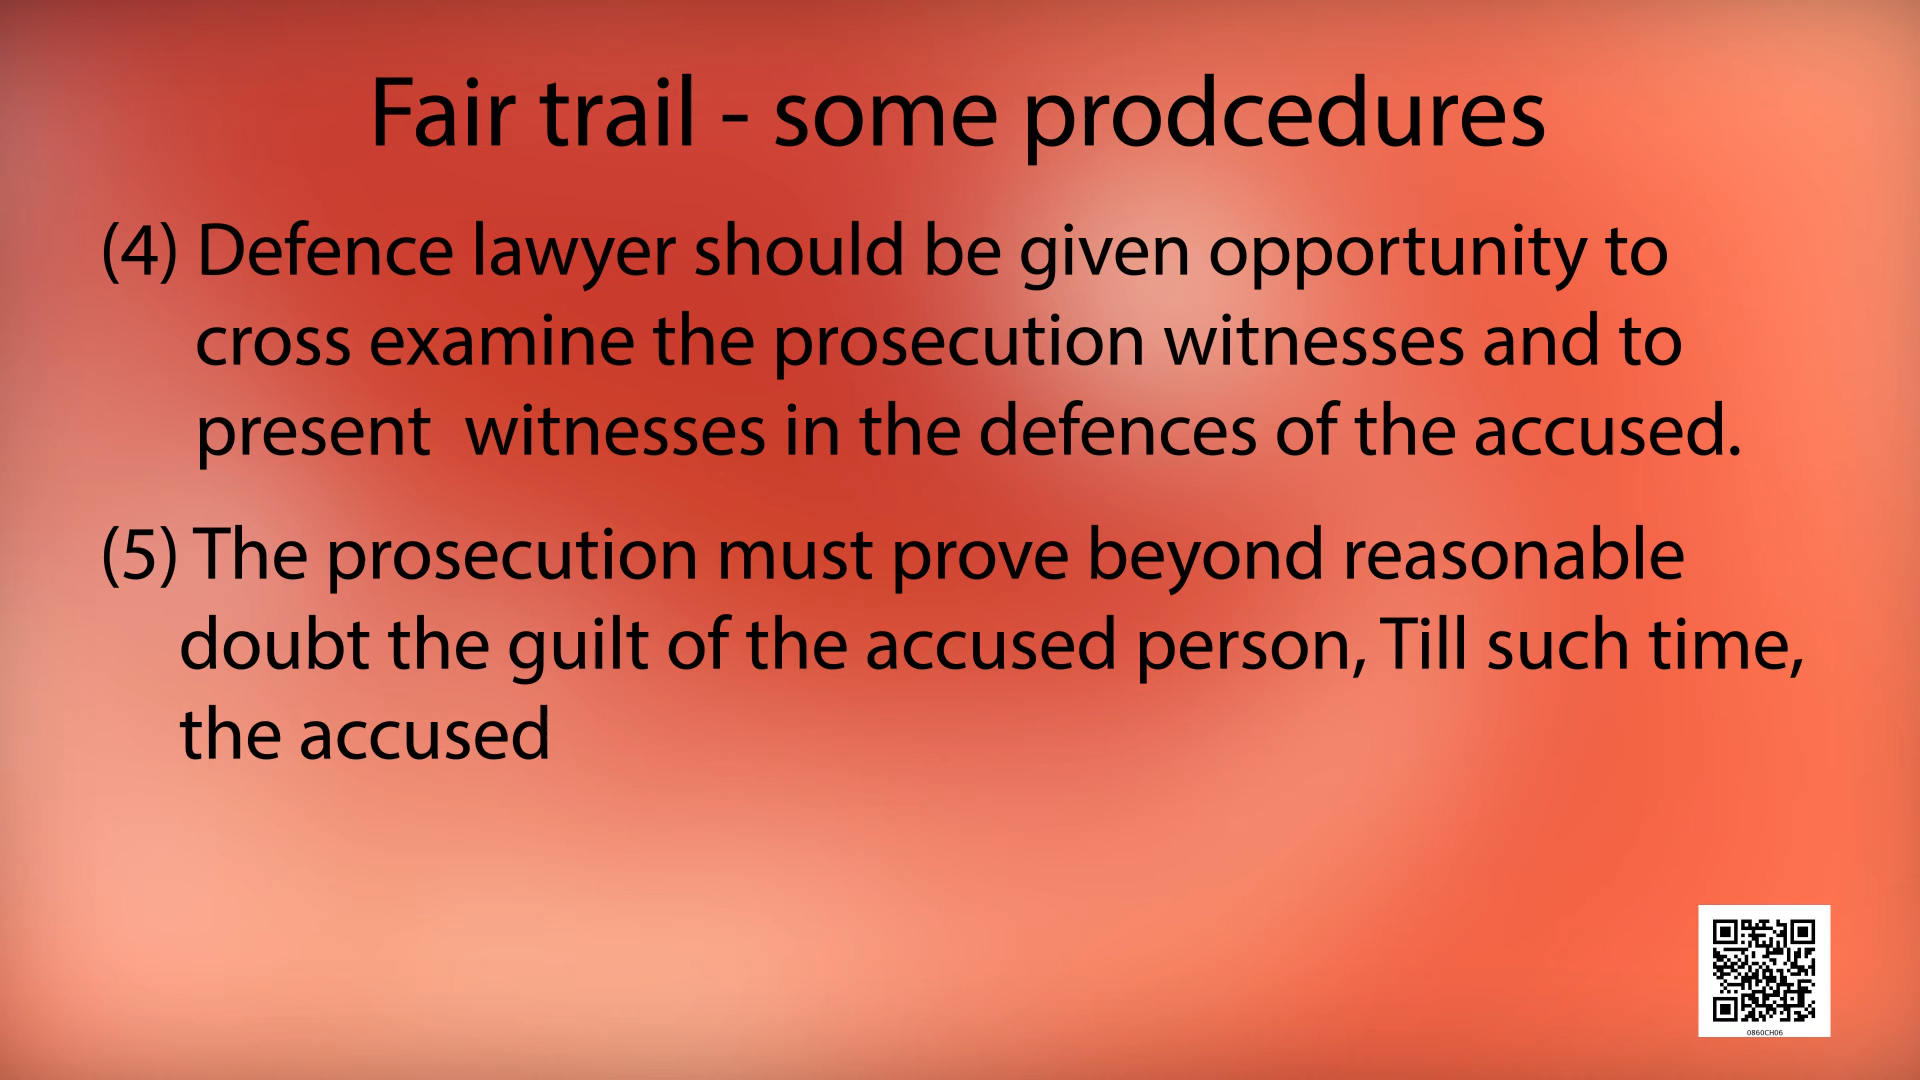 Fair trail - some prodcedures
(4) Defence lawyer should be given opportunity to
cross examine the prosecution witnesses and to
present  witnesses in the defences of the accused.
(5) The prosecution must prove beyond reasonable
doubt the guilt of the accused person, Till such time,
the accused
0860CH06